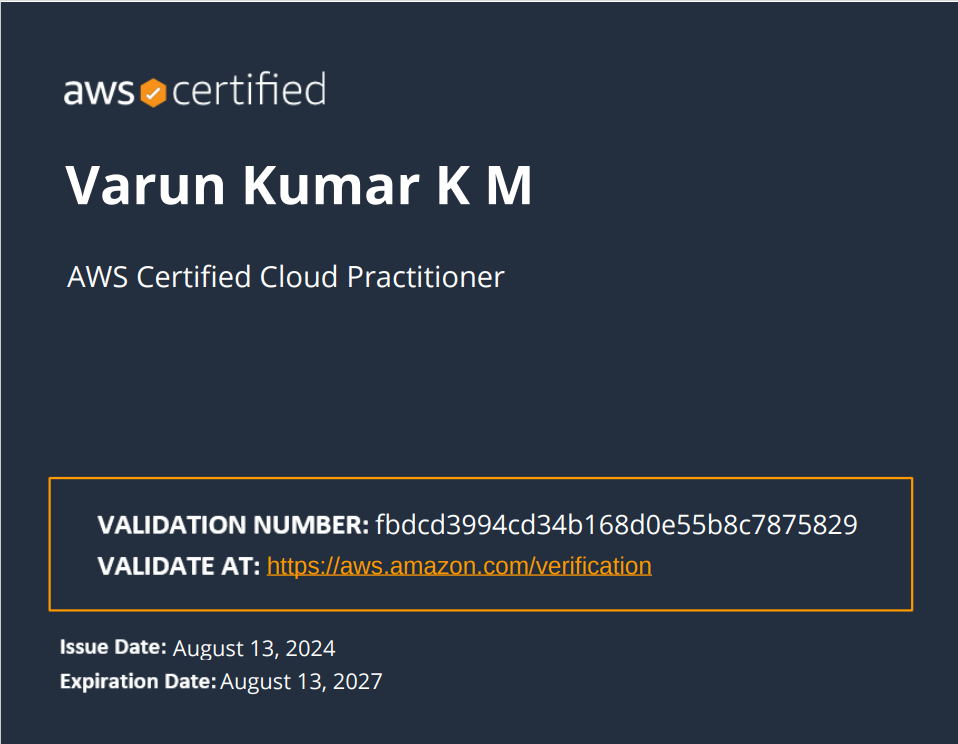 aws certified
Varun Kumar K M
AWS Certified Cloud Practitioner
VALIDATION NUMBER: fbdcd3994cd34b168d0e55b8c7875829
VALIDATE AT: https://aws.amazon.com/verification
Issue Date: August 13, 2024
Expiration Date: August 13, 2027